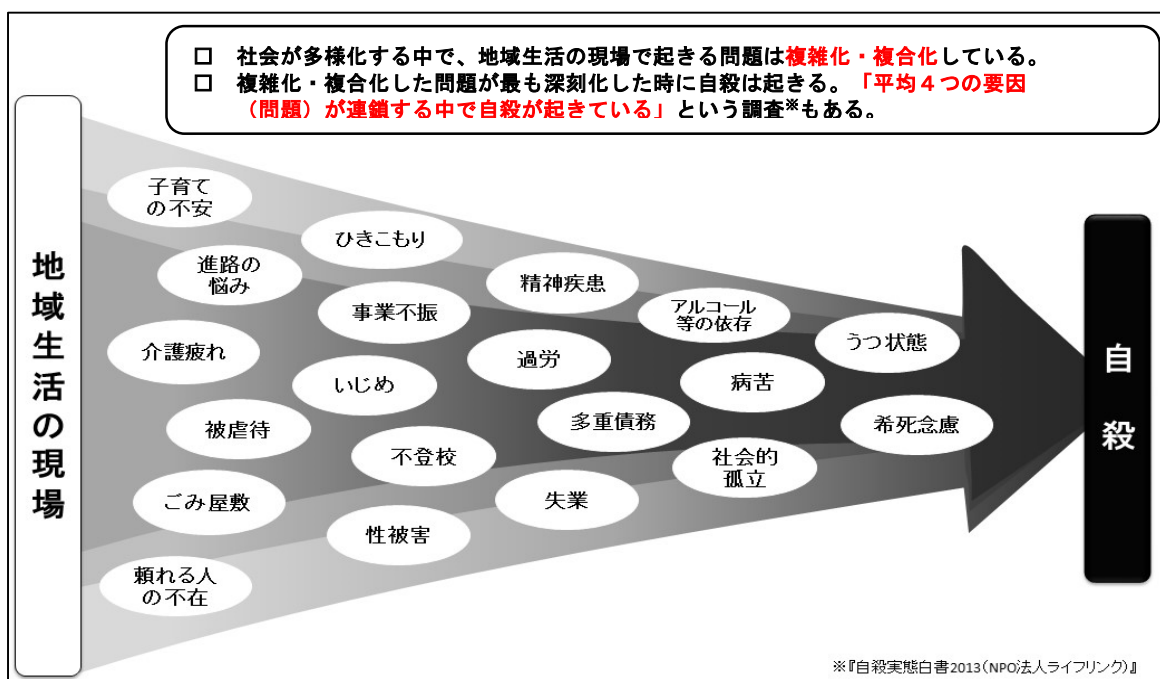 □ 社会が多様化する中で、地域生活の現場で起きる問題は複雑化・複合化している。
□ 複雑化・複合化した問題が最も深刻化した時に自殺は起きる。「平均４つの要因
（問題）が連鎖する中で自殺が起きている」という調査※もある。
地域生活の現場
子育て
の不安
ひきこもり
進路の
悩み
精神疾患
事業不振
アルコール
等の依存
うつ状態
介護疲れ
過労
いじめ
病苦
被虐待
多重債務
希死念慮
不登校
社会的
孤立
ごみ屋敷
失業
性被害
頼れる人
の不在
自殺
※『自殺実態白書2013（NPO法人ライフリンク）』